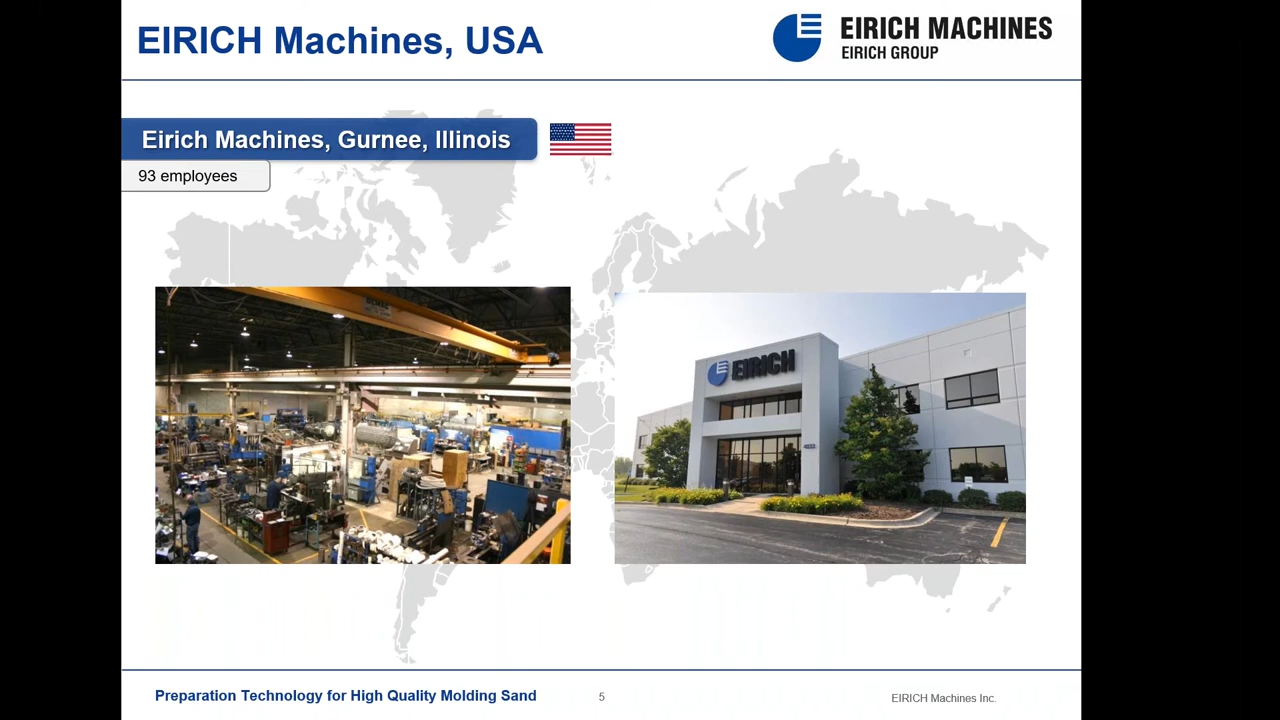 EIRICH Machines, USA
EIRICH MACHINES
EIRICH GROUP
Eirich Machines, Gurnee, Illinois
93 employees
EIRICH
Preparation Technology for High Quality Molding Sand
5
EIRICH Machines Inc.